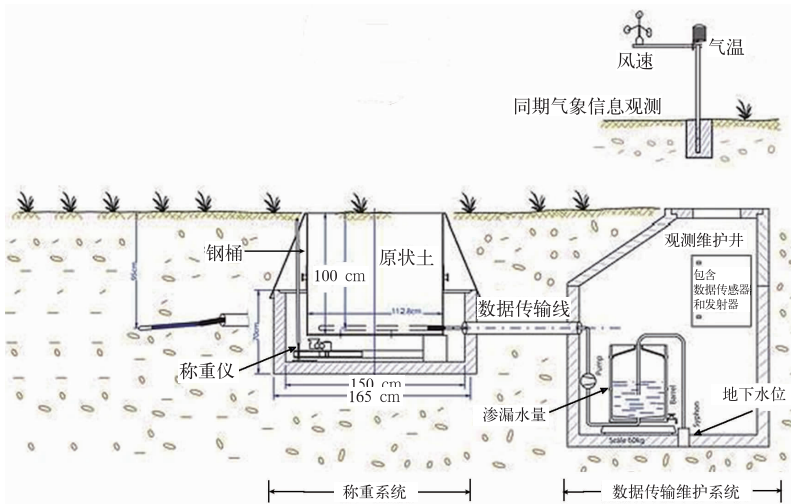 风速
气温
同期气象信息观测
钢桶
原状土
100 cm
95cm
112.8cm
70cm
数据传输线
观测维护井
包含
数据传感器
和发射器
称重仪
150 cm
165 cm
Pump
Barrel
Syphon
Scale 60kg
渗漏水量
地下水位
称重系统
数据传输维护系统